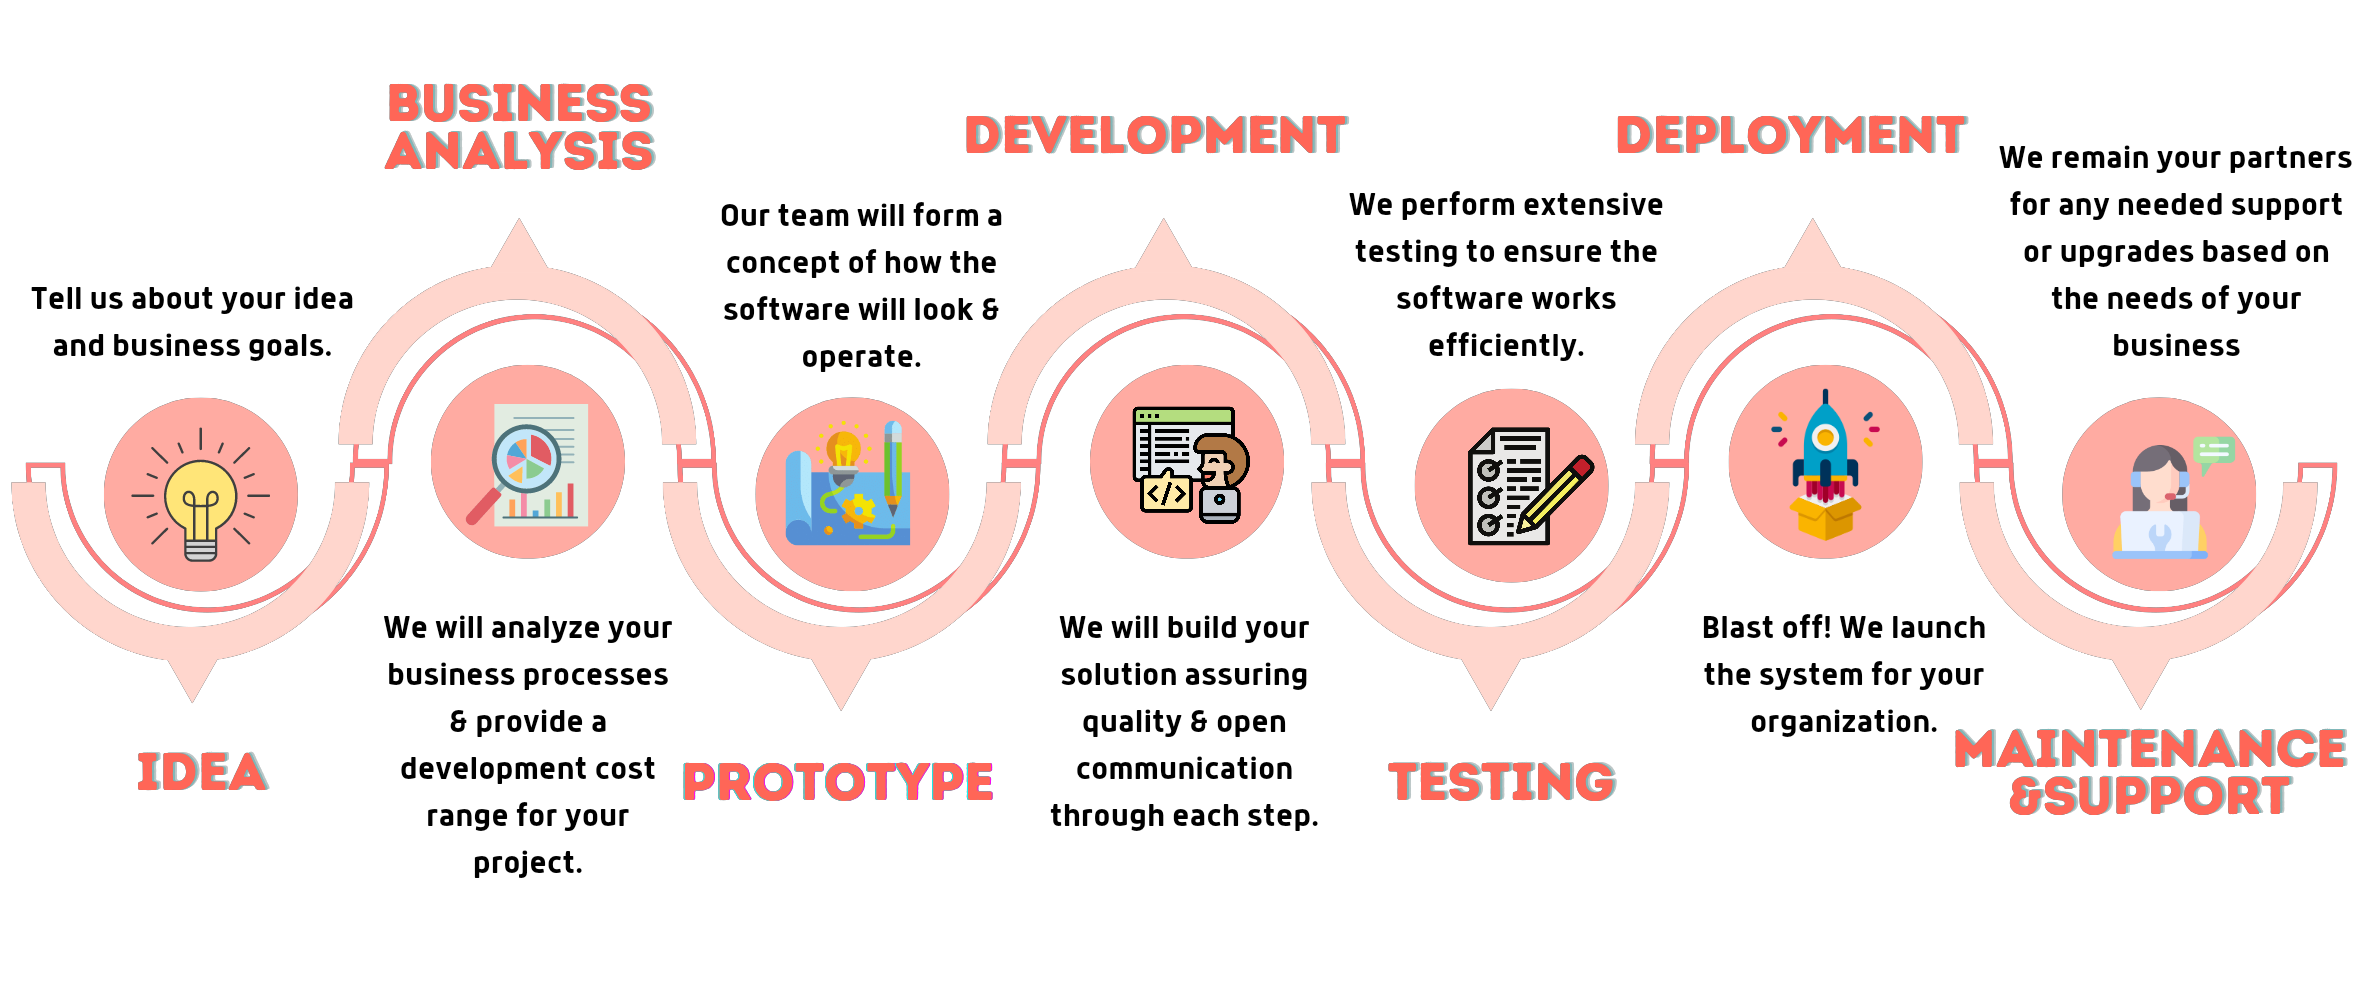 Tell us about your idea
and business goals.
IDEA
BUSINESS
ANALYSIS
We will analyze your
business processes
& provide a
development cost
range for your
project.
Our team will form a
concept of how the
software will look &
operate.
PROTOTYPE
DEVELOPMENT
We will build your
solution assuring
quality & open
communication
through each step.
We perform extensive
testing to ensure the
software works
efficiently.
TESTING
DEPLOYMENT
Blast off! We launch
the system for your
organization.
We remain your partners
for any needed support
or upgrades based on
the needs of your
business
MAINTENANCE
&SUPPORT